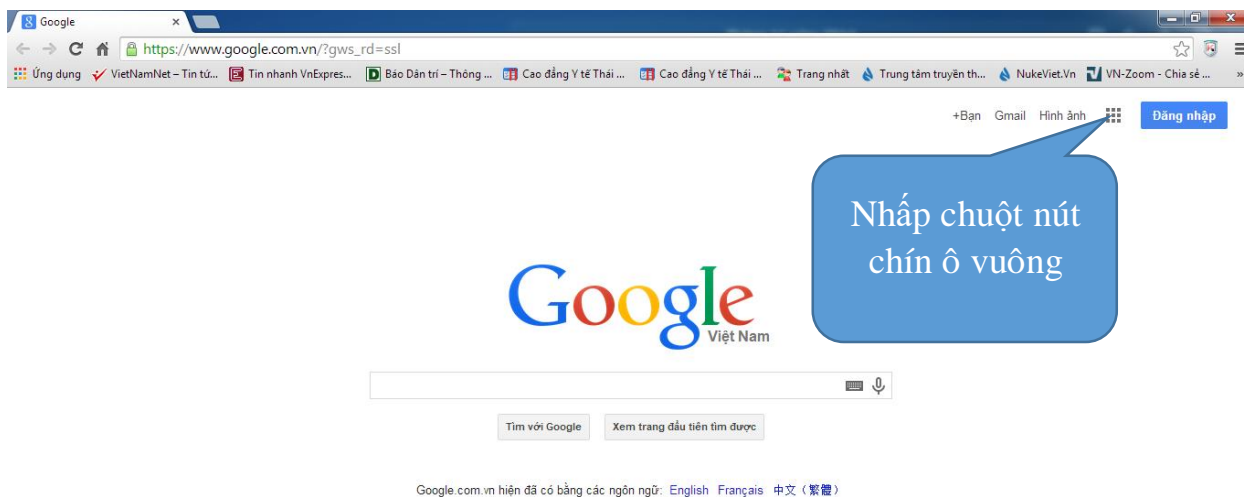 Google
https://www.google.com.vn/?gws_rd=ssl
Ứng dụng VietNamNet – Tin tứ... Tin nhanh VnExpres... Báo Dân trí – Thông ... Cao đẳng Y tế Thái ... Cao đẳng Y tế Thái ... Trang nhất Trung tâm truyền th... NukeViet.Vn VN-Zoom - Chia sẻ ... »
+Bạn Gmail Hình ảnh Đăng nhập
Nhấp chuột nút
chín ô vuông
Google
Việt Nam
Tìm với Google Xem trang đầu tiên tìm được
Google.com.vn hiện đã có bằng các ngôn ngữ: English Français 中文（繁體）